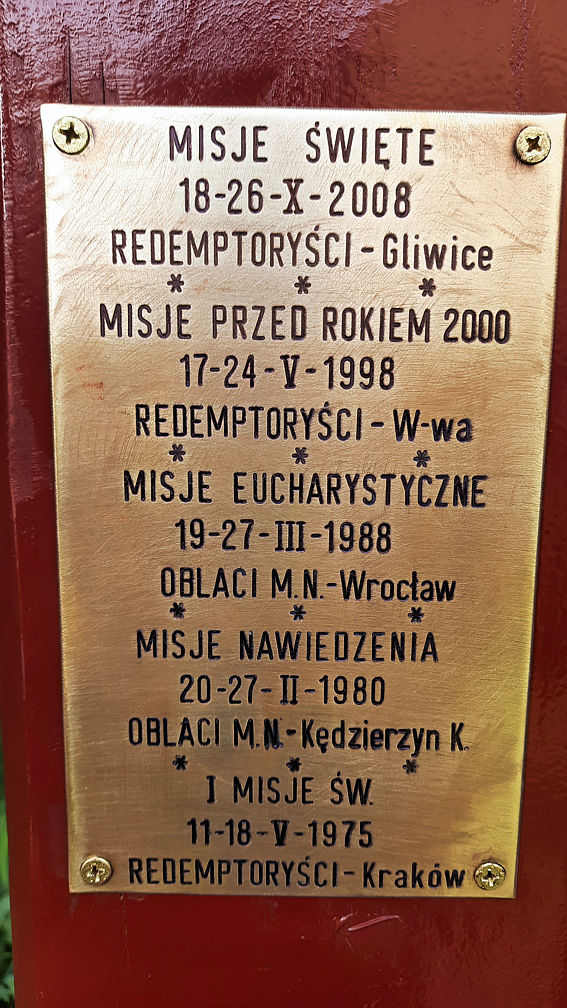 MISJE ŚWIĘTE
18-26-X-2008
REDEMPTORYŚCI-Gliwice
* * *
MISJE PRZED ROKIEM 2000
17-24-V-1998
REDEMPTORYŚCI-W-wa
* * *
MISJE EUCHARYSTYCZNE
19-27-III-1988
OBLACI M.N.-Wrocław
* * *
MISJE NAWIEDZENIA
20-27-II-1980
OBLACI M.N.-Kędzierzyn K.
* * *
I MISJE ŚW.
11-18-V-1975
REDEMPTORYŚCI-Kraków